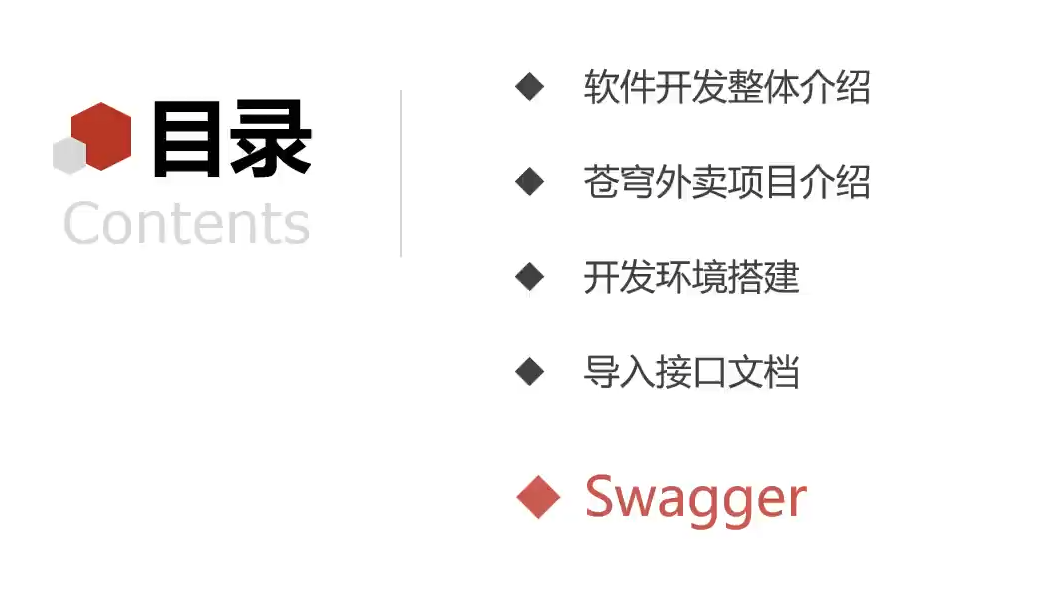 目录
Contents
软件开发整体介绍
苍穹外卖项目介绍
开发环境搭建
导入接口文档
Swagger